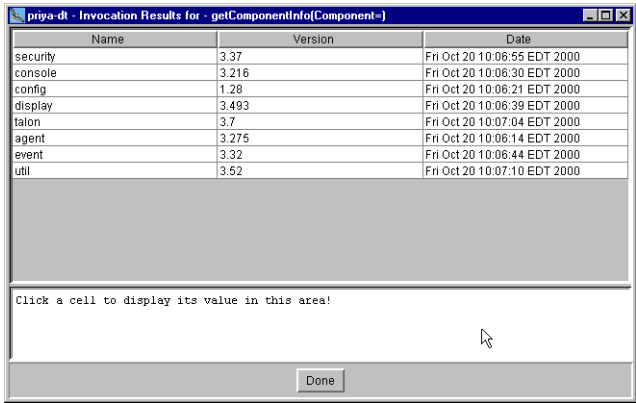 priya-dt - Invocation Results for - getComponentInfo(Component=)
Name Version Date
security 3.37 Fri Oct 20 10:06:55 EDT 2000
console 3.216 Fri Oct 20 10:06:30 EDT 2000
config 1.28 Fri Oct 20 10:06:21 EDT 2000
display 3.493 Fri Oct 20 10:06:39 EDT 2000
talon 3.7 Fri Oct 20 10:07:04 EDT 2000
agent 3.275 Fri Oct 20 10:06:14 EDT 2000
event 3.32 Fri Oct 20 10:06:44 EDT 2000
util 3.52 Fri Oct 20 10:07:10 EDT 2000
Click a cell to display its value in this area!
Done